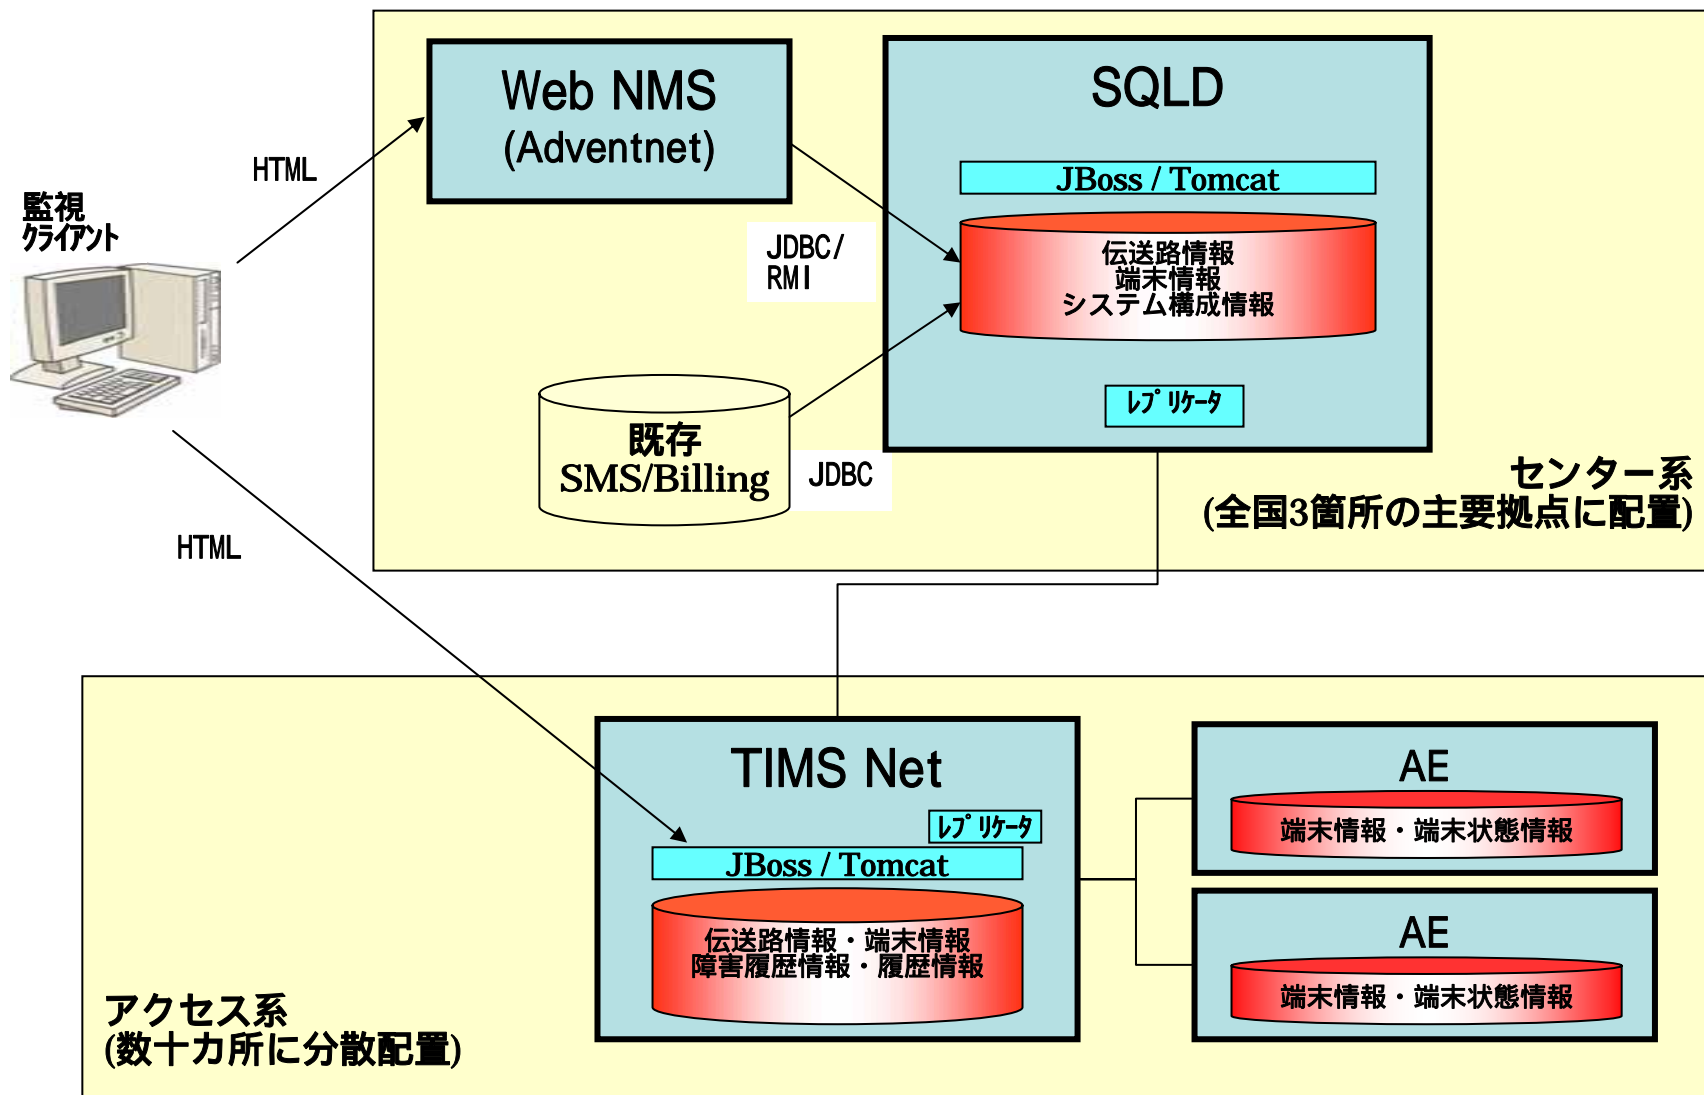 Web NMS
(Adventnet)
SQLD
JBoss / Tomcat
伝送路情報
端末情報
システム構成情報
レプリケータ
HTML
監視
クライアント
JDBC/
RMI
既存
SMS/Billing
JDBC
センター系
(全国3箇所の主要拠点に配置)
HTML
TIMS Net
レプリケータ
JBoss / Tomcat
伝送路情報・端末情報
障害履歴情報・履歴情報
AE
端末情報・端末状態情報
AE
端末情報・端末状態情報
アクセス系
(数十カ所に分散配置)